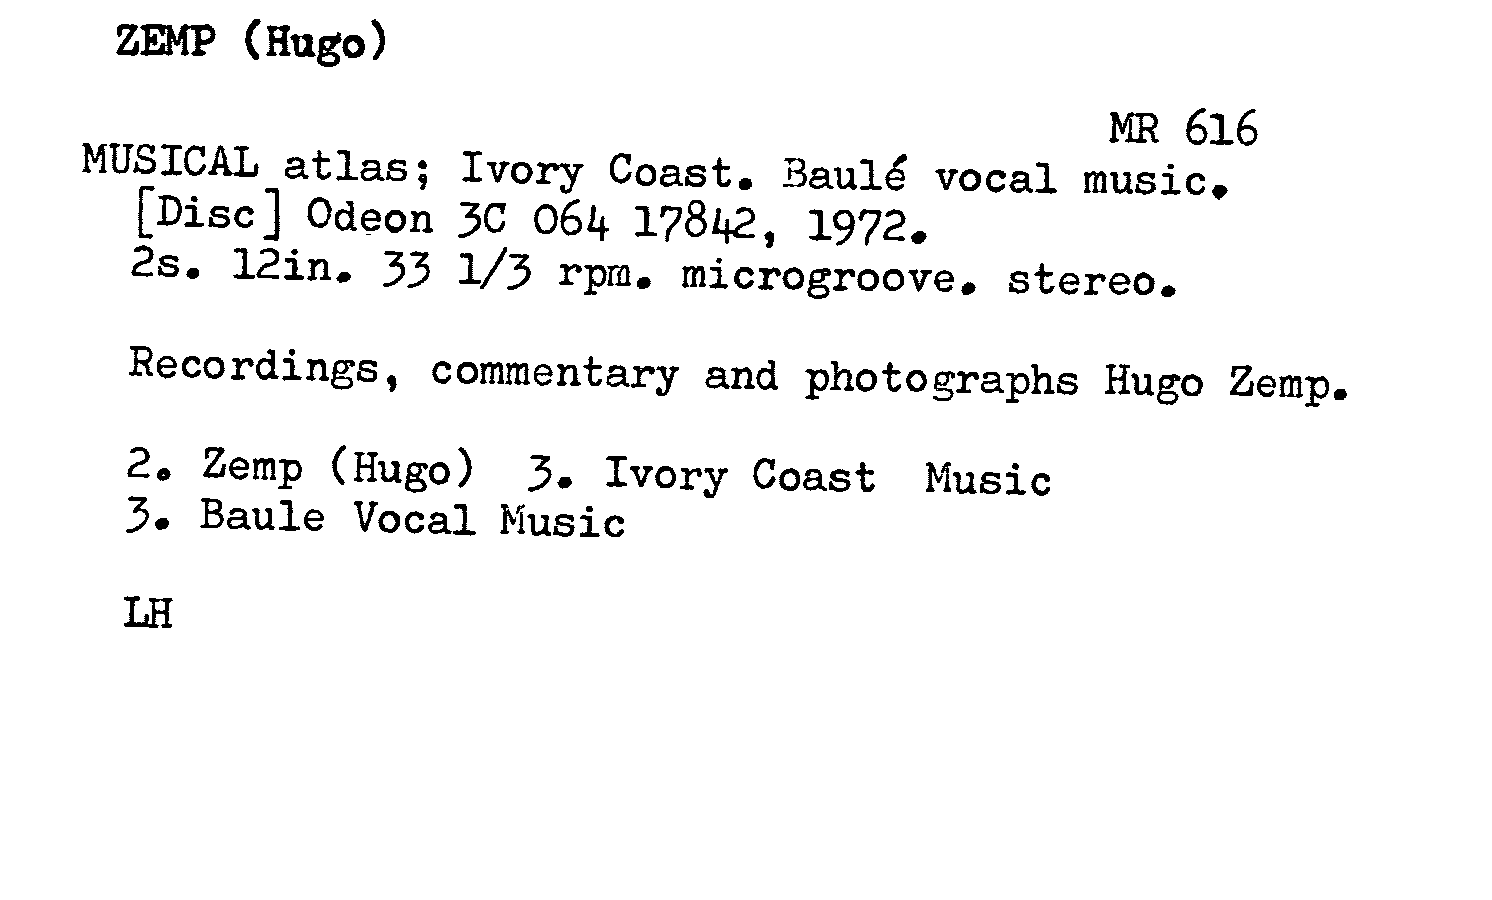 ZEMP (Hugo)
MR 616
MUSICAL atlas; Ivory Coast. Baulé vocal music.
[Disc] Odeon 3C 064 17842, 1972.
2s. 12in. 33 1/3 rpm. microgroove. stereo.
Recordings, commentary and photographs Hugo Zemp.
2. Zemp (Hugo) 3. Ivory Coast Music
3. Baule Vocal Music
LH